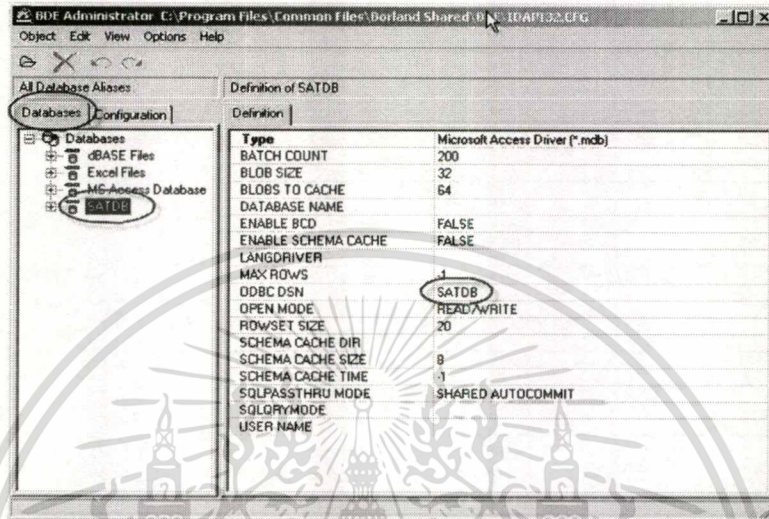 BDE Administrator C:\Program Files\Common Files\Borland Shared\BDE\IDAPI32.CFG
Object Edit View Options Help
All Database Aliases
Definition of SATDB
Databases Configuration
Definition
Databases
dBASE Files
Excel Files
MS Access Database
SATDB
Type Microsoft Access Driver (*.mdb)
BATCH COUNT 200
BLOB SIZE 32
BLOBS TO CACHE 64
DATABASE NAME
ENABLE BCD FALSE
ENABLE SCHEMA CACHE FALSE
LANGDRIVER
MAX ROWS -1
ODBC DSN SATDB
OPEN MODE READ/WRITE
ROWSET SIZE 20
SCHEMA CACHE DIR
SCHEMA CACHE SIZE 8
SCHEMA CACHE TIME -1
SQLPASSTHRU MODE SHARED AUTOCOMMIT
SQLQRYMODE
USER NAME